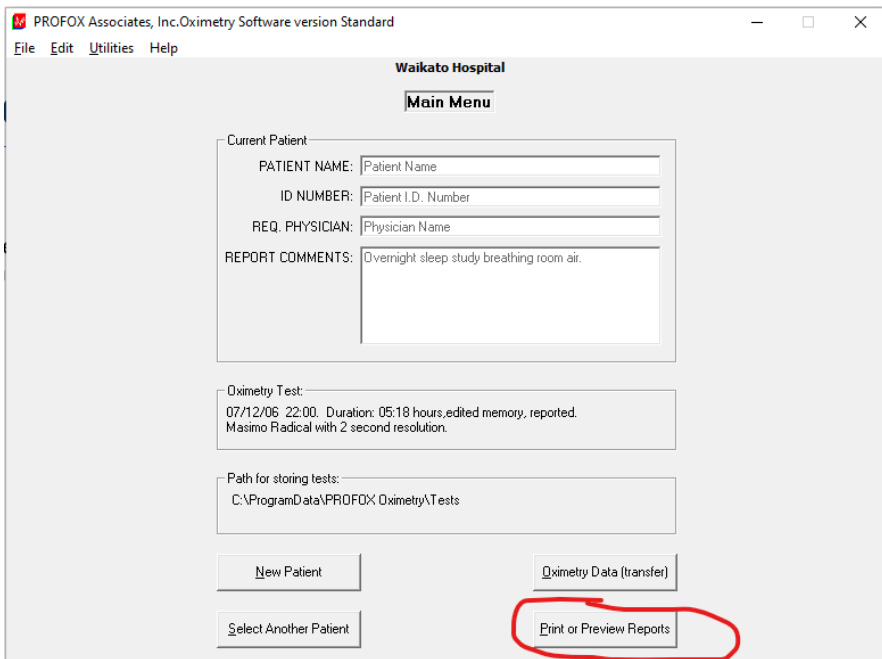 PROFOX Associates, Inc.Oximetry Software version Standard
File Edit Utilities Help
Waikato Hospital
Main Menu
Current Patient
PATIENT NAME: Patient Name
ID NUMBER: Patient I.D. Number
REQ. PHYSICIAN: Physician Name
REPORT COMMENTS: Overnight sleep study breathing room air.
Oximetry Test:
07/12/06 22:00. Duration: 05:18 hours,edited memory, reported.
Masimo Radical with 2 second resolution.
Path for storing tests:
C:\ProgramData\PROFOX Oximetry\Tests
New Patient Oximetry Data (transfer)
Select Another Patient Print or Preview Reports